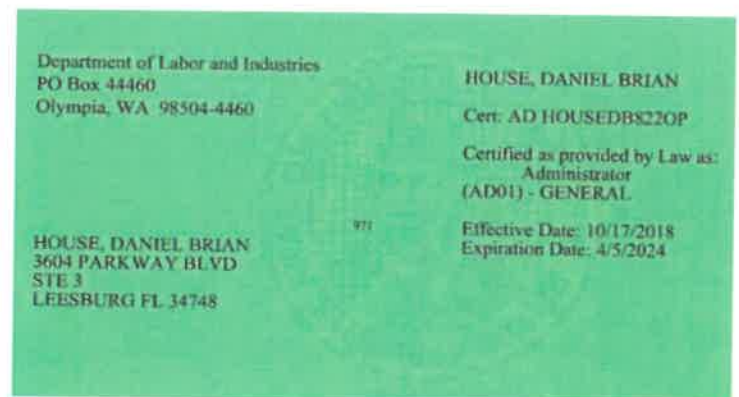 Department of Labor and Industries
PO Box 44460
Olympia, WA 98504-4460
HOUSE, DANIEL BRIAN
Cert: AD HOUSEDB822OP
Certified as provided by Law as:
Administrator
(AD01) - GENERAL
971
HOUSE, DANIEL BRIAN
3604 PARKWAY BLVD
STE 3
LEESBURG FL 34748
Effective Date: 10/17/2018
Expiration Date: 4/5/2024